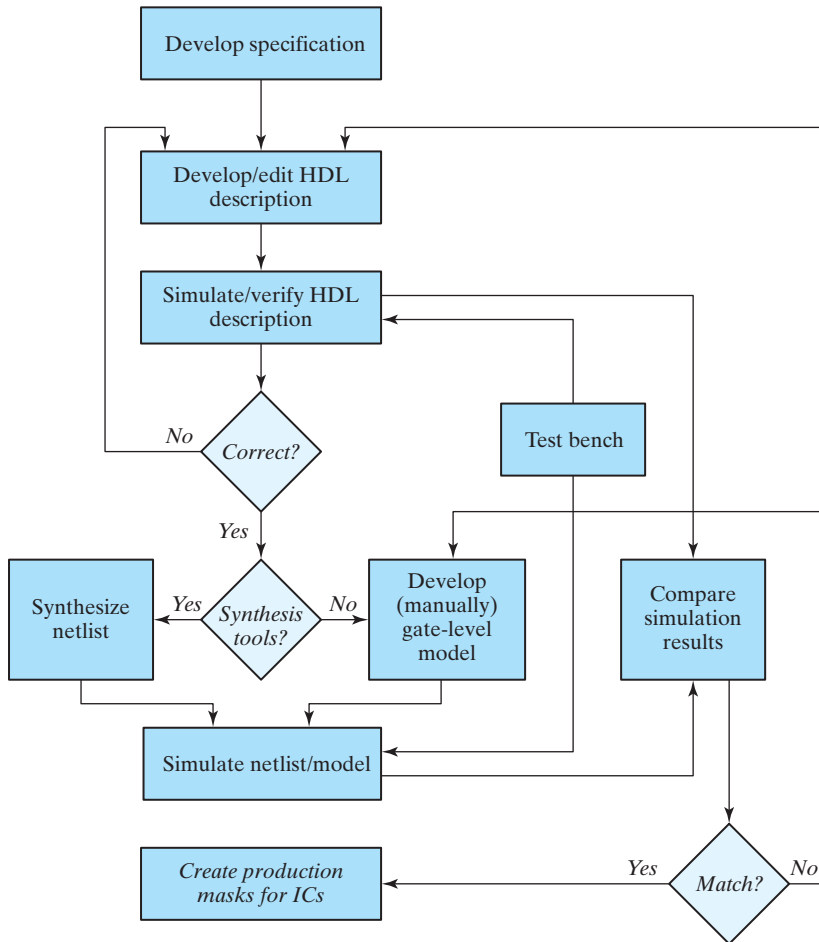 Develop specification
Develop/edit HDL
description
Simulate/verify HDL
description
No
Correct?
Test bench
Yes
Synthesize
netlist
Yes
Synthesis
tools?
No
Develop
(manually)
gate-level
model
Compare
simulation
results
Simulate netlist/model
Create production
masks for ICs
Yes
Match?
No